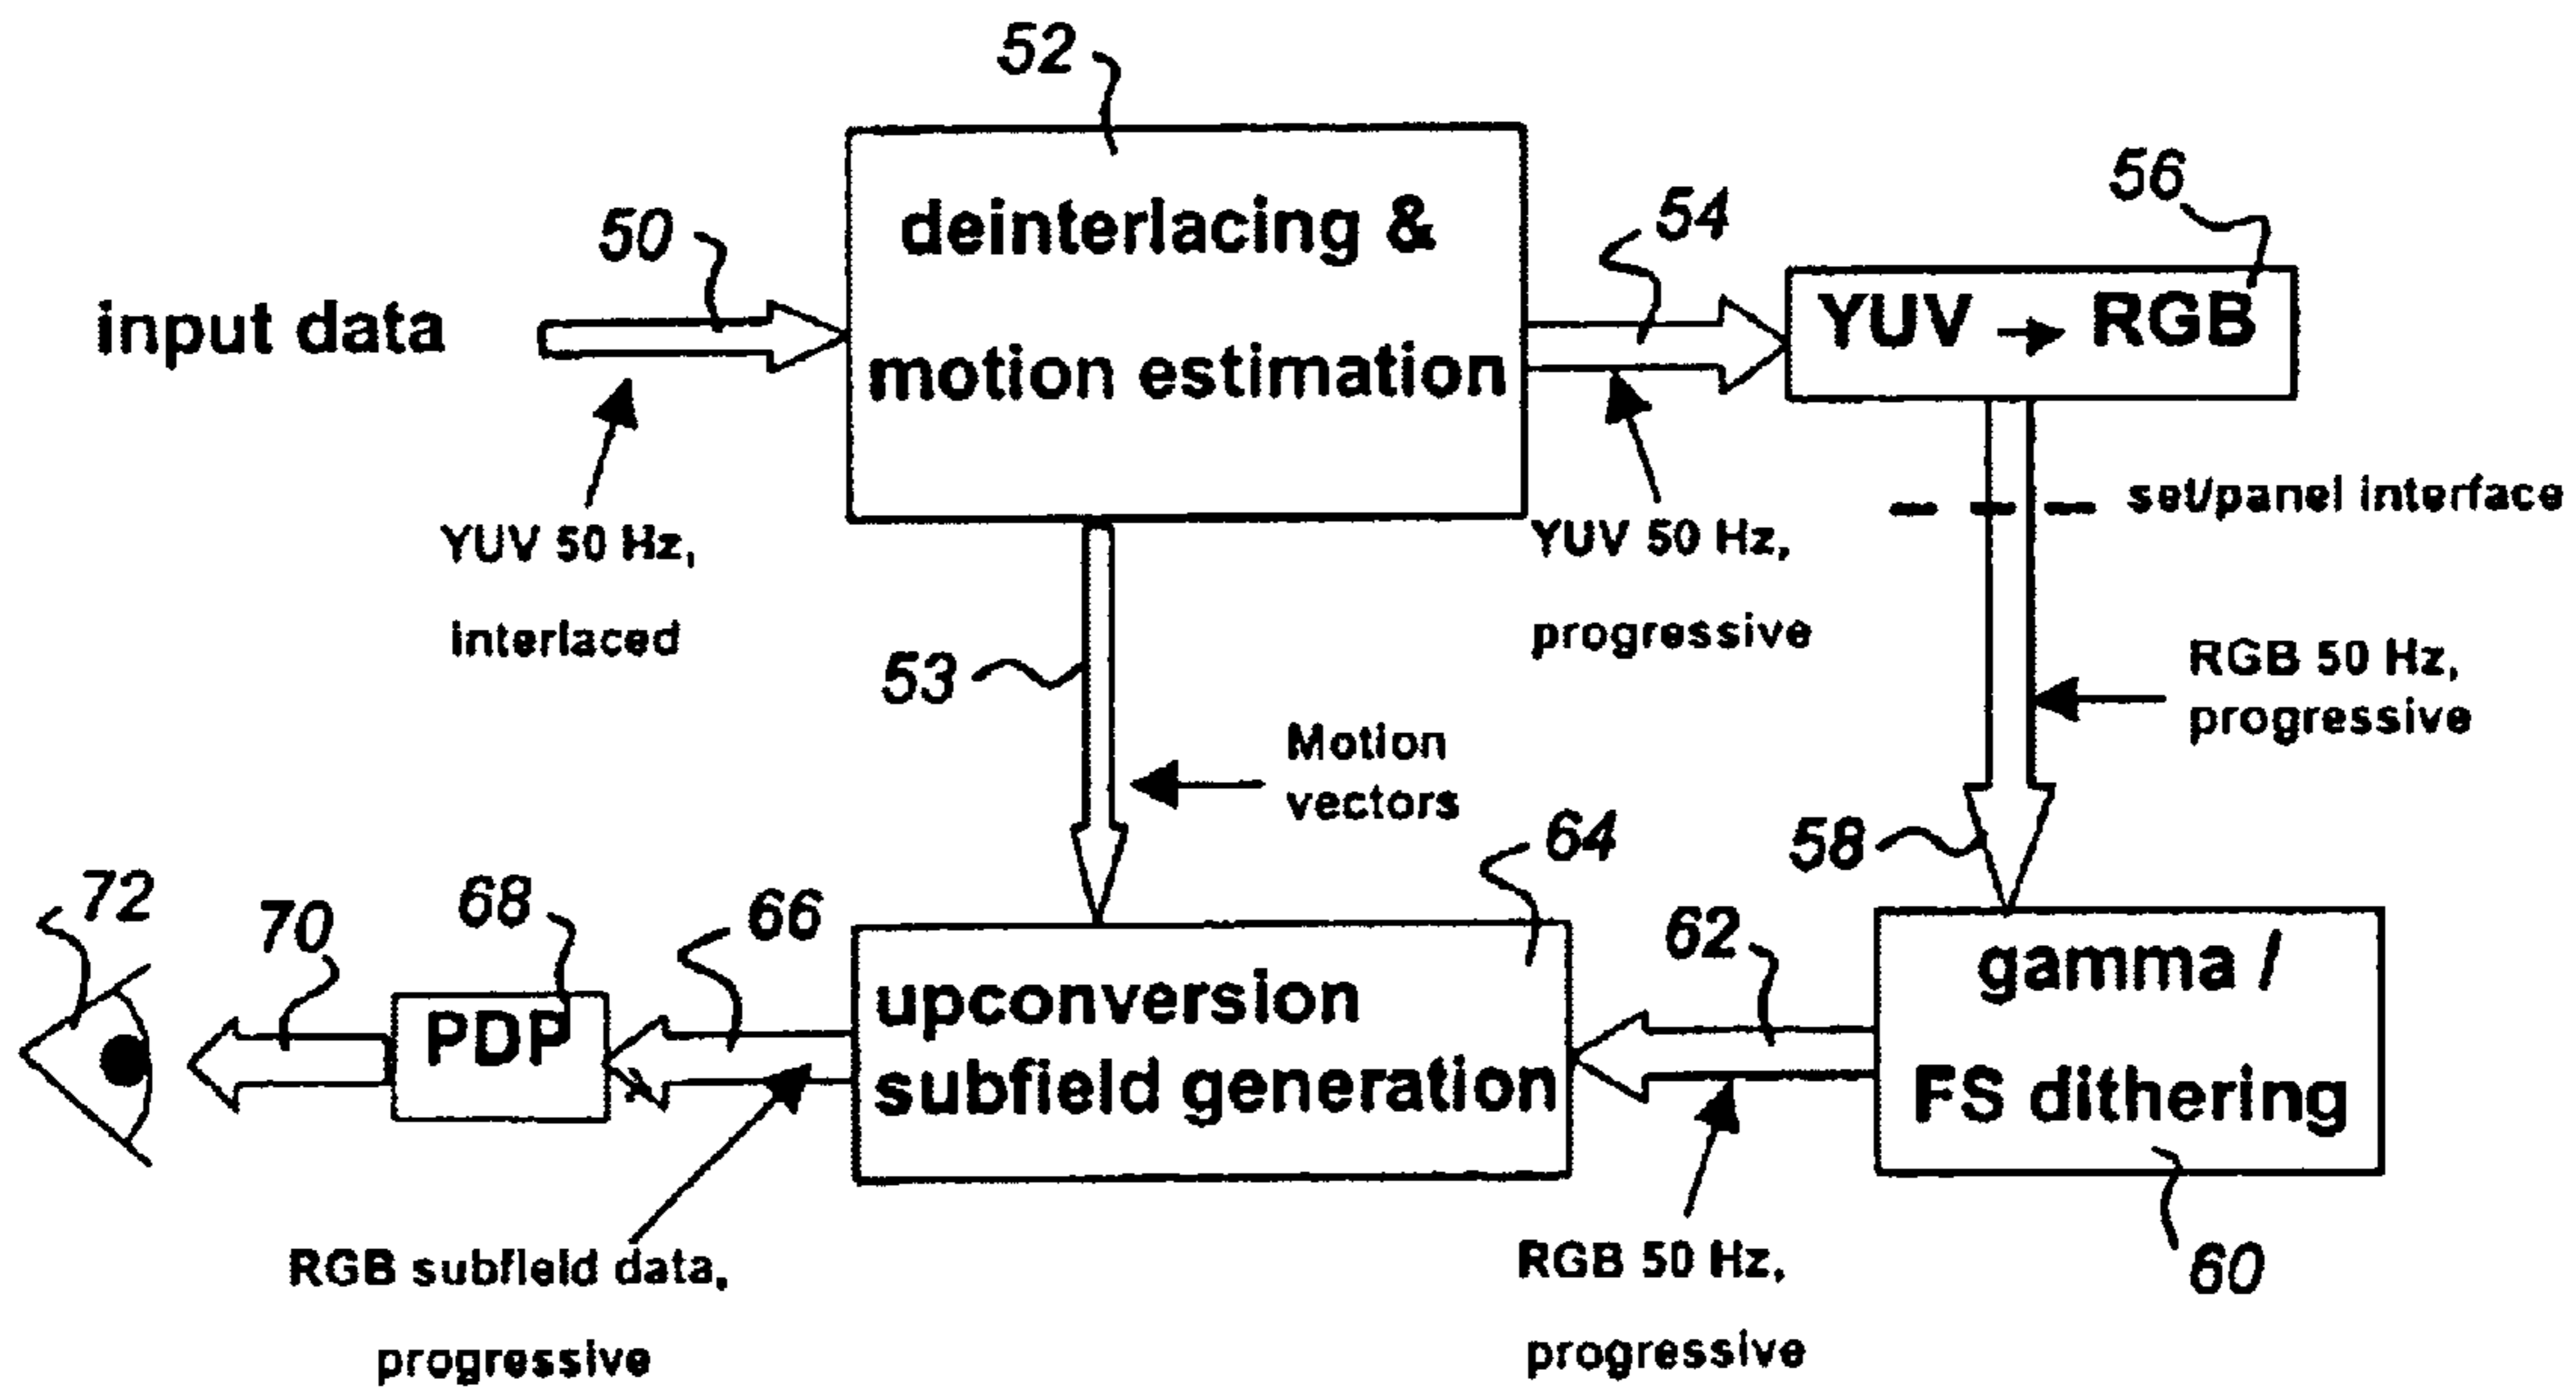 52
56
54
50
deinterlacing &
YUV → RGB
input data
motion estimation
set/panel interface
YUV 50 Hz,
interlaced
YUV 50 Hz,
progressive
53
RGB 50 Hz,
progressive
Motion
vectors
64
58
72
70
68
66
62
gamma /
FS dithering
PDP
upconversion
subfield generation
RGB subfield data,
progressive
RGB 50 Hz,
progressive
60